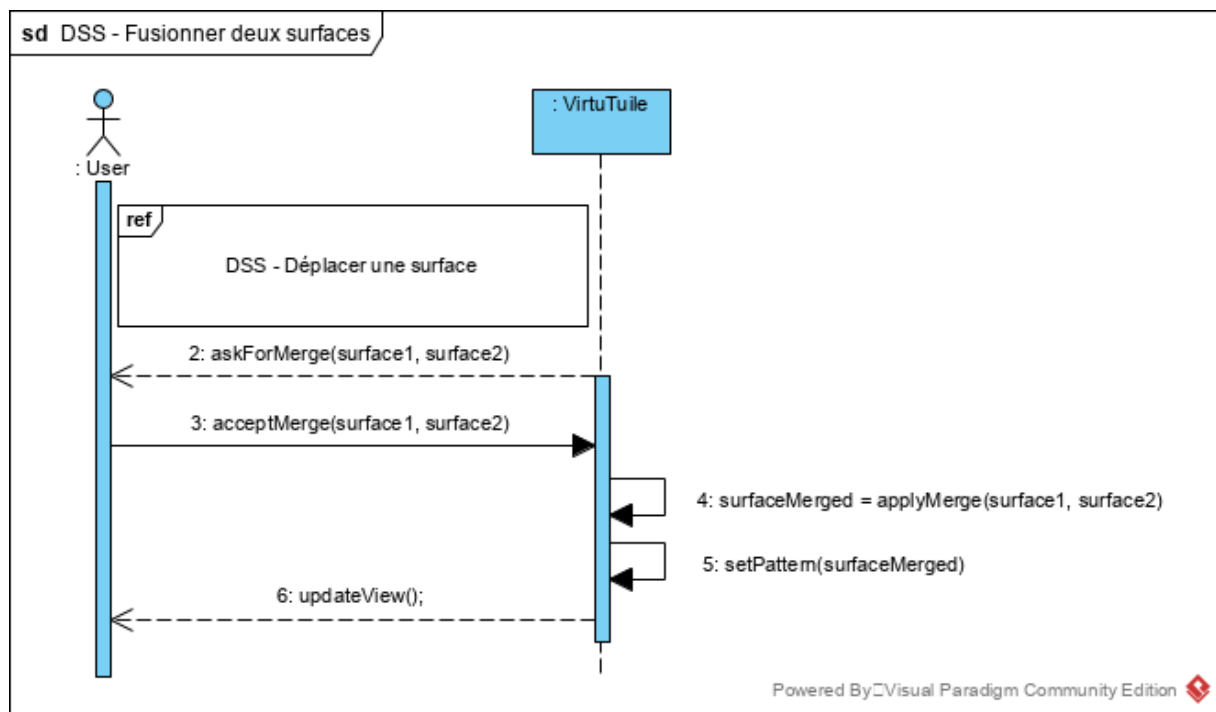 sd DSS - Fusionner deux surfaces
: User
: VirtuTuile
ref
DSS - Déplacer une surface
2: askForMerge(surface1, surface2)
3: acceptMerge(surface1, surface2)
4: surfaceMerged = applyMerge(surface1, surface2)
5: setPattern(surfaceMerged)
6: updateView();
Powered By Visual Paradigm Community Edition